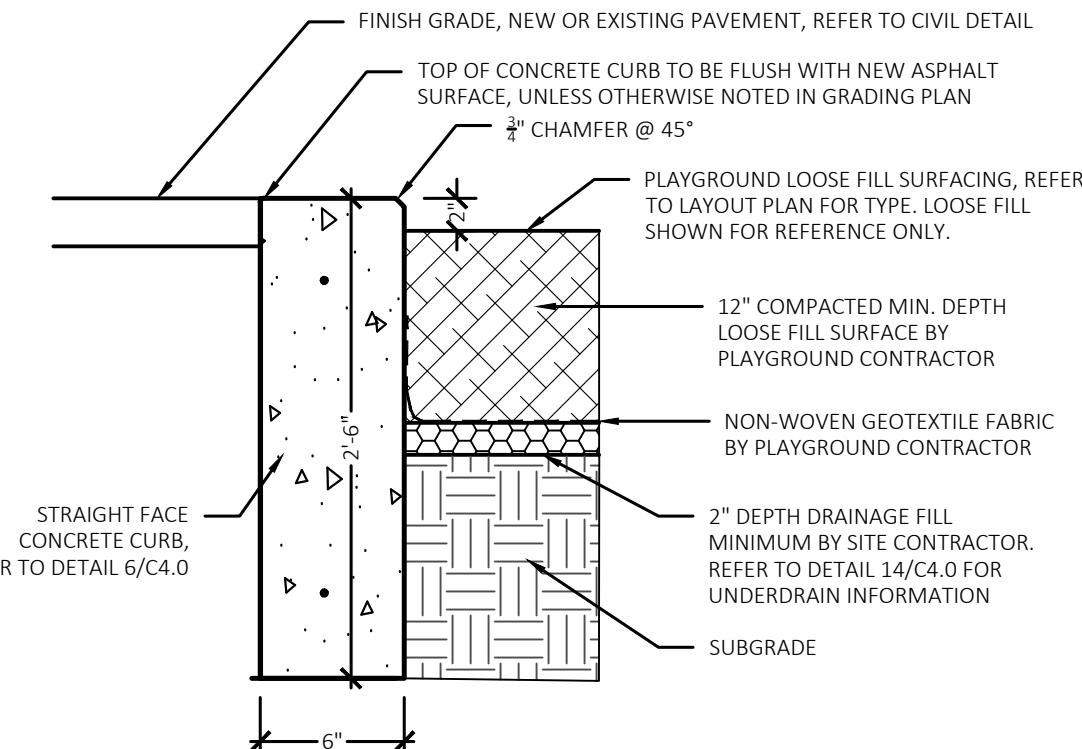 FINISH GRADE, NEW OR EXISTING PAVEMENT, REFER TO CIVIL DETAIL
TOP OF CONCRETE CURB TO BE FLUSH WITH NEW ASPHALT
SURFACE, UNLESS OTHERWISE NOTED IN GRADING PLAN
3/4" CHAMFER @ 45°
2"
PLAYGROUND LOOSE FILL SURFACING, REFER
TO LAYOUT PLAN FOR TYPE. LOOSE FILL
SHOWN FOR REFERENCE ONLY.
12" COMPACTED MIN. DEPTH
LOOSE FILL SURFACE BY
PLAYGROUND CONTRACTOR
NON-WOVEN GEOTEXTILE FABRIC
BY PLAYGROUND CONTRACTOR
2'-6"
STRAIGHT FACE
CONCRETE CURB,
R TO DETAIL 6/C4.0
2" DEPTH DRAINAGE FILL
MINIMUM BY SITE CONTRACTOR.
REFER TO DETAIL 14/C4.0 FOR
UNDERDRAIN INFORMATION
SUBGRADE
6"